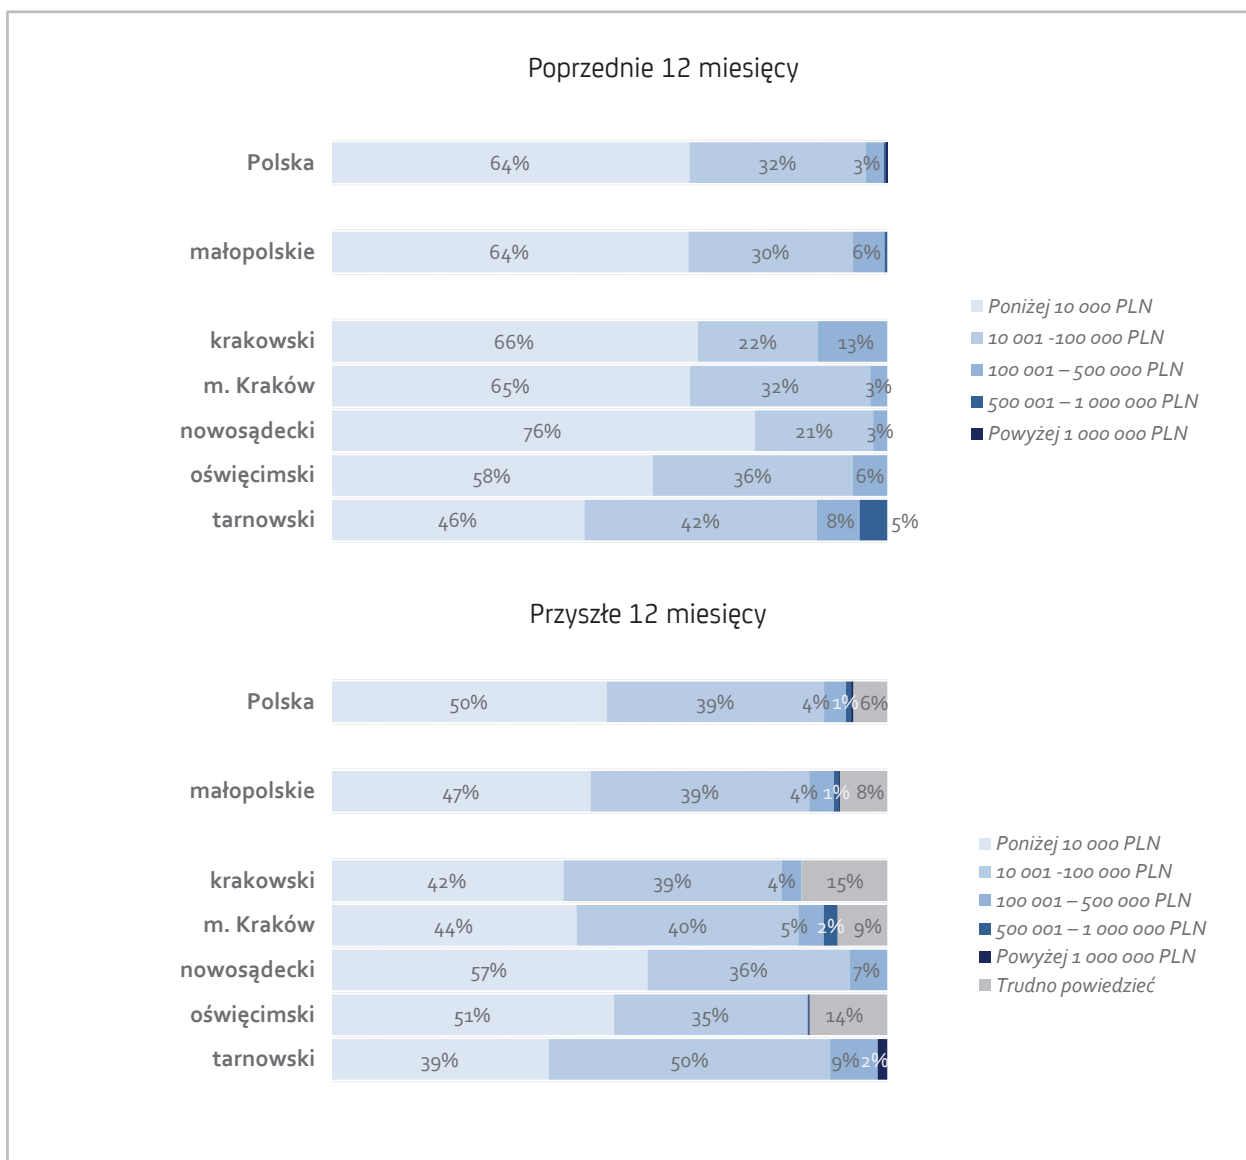 Poprzednie 12 miesięcy
Polska 64% 32% 3%
małopolskie 64% 30% 6%
krakowski 66% 22% 13%
m. Kraków 65% 32% 3%
nowosądecki 76% 21% 3%
oświęcimski 58% 36% 6%
tarnowski 46% 42% 8% 5%
Poniżej 10 000 PLN
10 001 -100 000 PLN
100 001 – 500 000 PLN
500 001 – 1 000 000 PLN
Powyżej 1 000 000 PLN
Przyszłe 12 miesięcy
Polska 50% 39% 4% 1% 6%
małopolskie 47% 39% 4% 1% 8%
krakowski 42% 39% 4% 15%
m. Kraków 44% 40% 5% 2% 9%
nowosądecki 57% 36% 7%
oświęcimski 51% 35% 14%
tarnowski 39% 50% 9% 2%
Poniżej 10 000 PLN
10 001 -100 000 PLN
100 001 – 500 000 PLN
500 001 – 1 000 000 PLN
Powyżej 1 000 000 PLN
Trudno powiedzieć